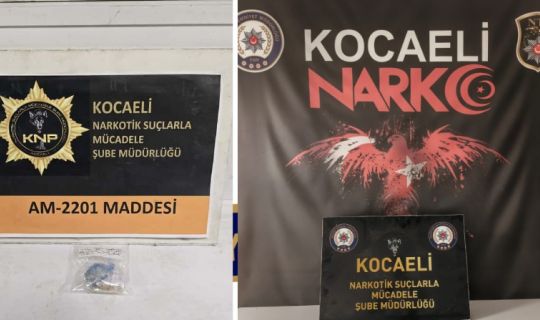 KNP
KOCAELİ
NARKOTİK SUÇLARLA
MÜCADELE
ŞUBE MÜDÜRLÜĞÜ
AM-2201 MADDESİ
KOCAELİ
NARKO
KOCAELİ
NARKOTİK SUÇLARLA
MÜCADELE
ŞUBE MÜDÜRLÜĞÜ